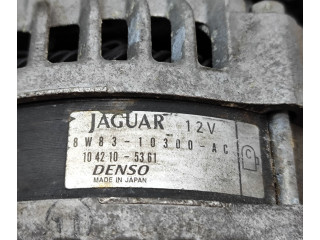 JAGUAR 12V
8W83-10300-AC
104210-5361
DENSO
MADE IN JAPAN
C